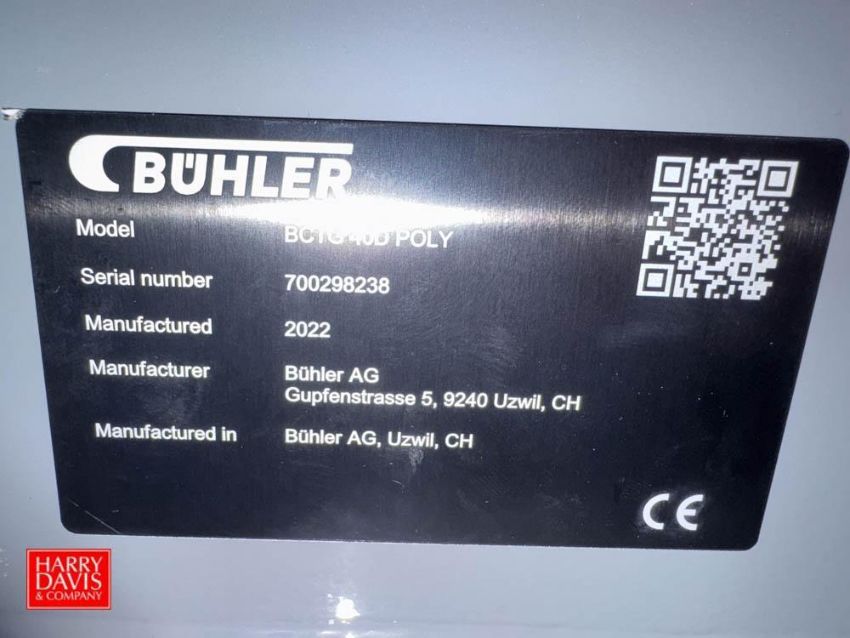 BÜHLER
Model BCTG 40D POLY
Serial number 700298238
Manufactured 2022
Manufacturer Bühler AG
Gupfenstrasse 5, 9240 Uzwil, CH
Manufactured in Bühler AG, Uzwil, CH
CE
HARRY
DAVIS
& COMPANY